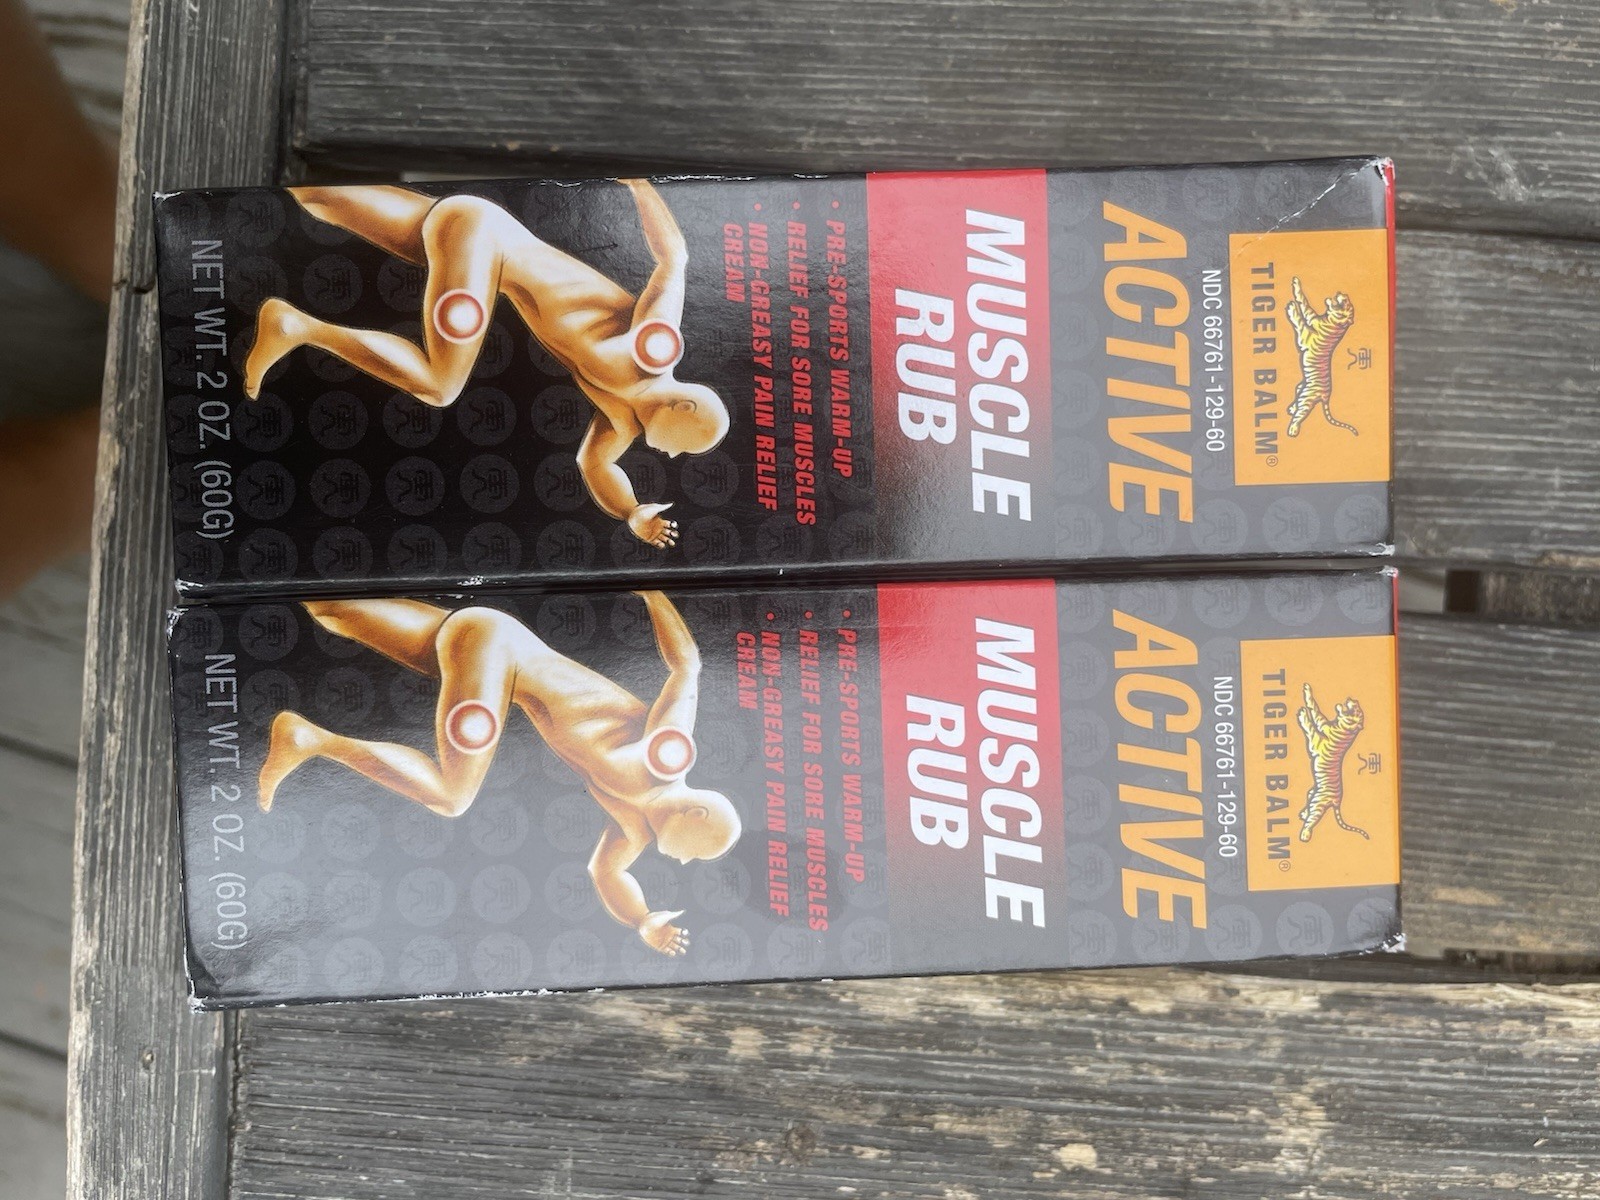 TIGER BALM®
NDC 66761-129-60
ACTIVE
MUSCLE
RUB
• PRE-SPORTS WARM-UP
• RELIEF FOR SORE MUSCLES
• NON-GREASY PAIN RELIEF
CREAM
NET WT. 2 OZ. (60G)
TIGER BALM®
NDC 66761-129-60
ACTIVE
MUSCLE
RUB
• PRE-SPORTS WARM-UP
• RELIEF FOR SORE MUSCLES
• NON-GREASY PAIN RELIEF
CREAM
NET WT. 2 OZ. (60G)